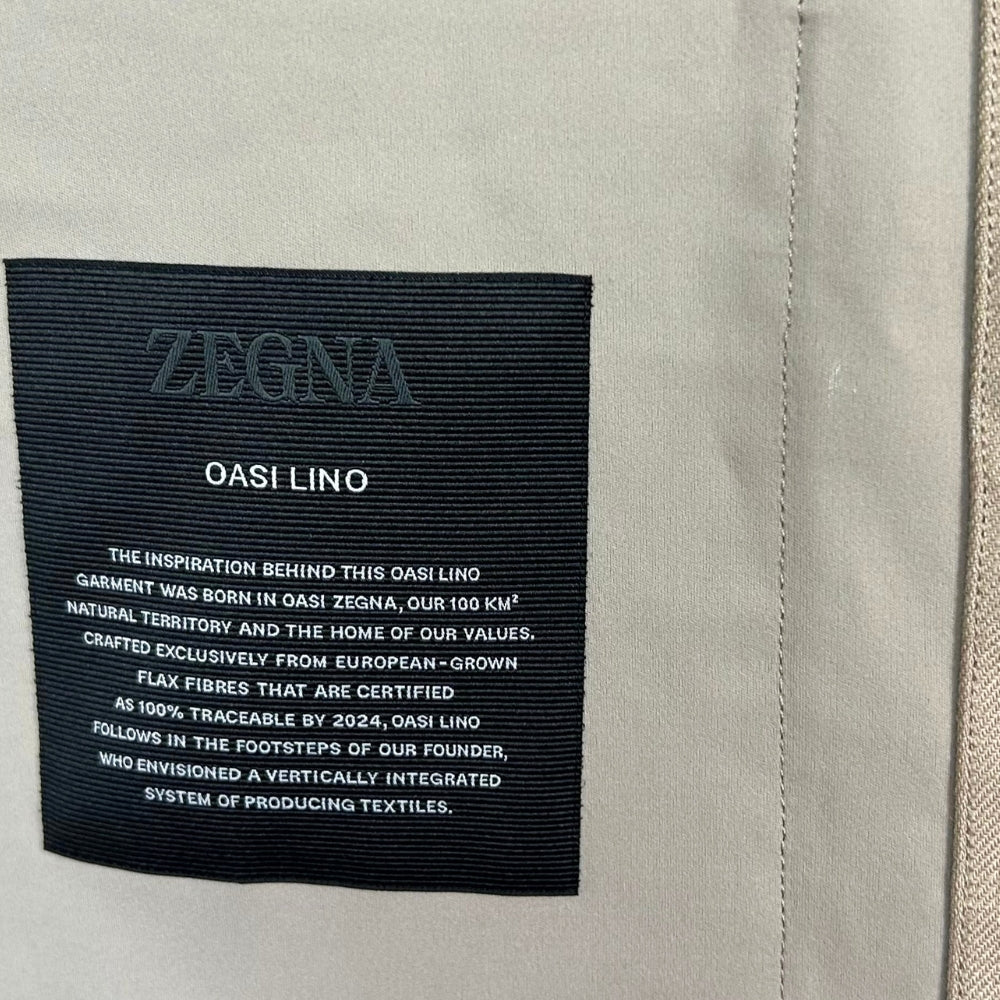 ZEGNA
OASI LINO
THE INSPIRATION BEHIND THIS OASI LINO
GARMENT WAS BORN IN OASI ZEGNA, OUR 100 KM²
NATURAL TERRITORY AND THE HOME OF OUR VALUES.
CRAFTED EXCLUSIVELY FROM EUROPEAN-GROWN
FLAX FIBRES THAT ARE CERTIFIED
AS 100% TRACEABLE BY 2024, OASI LINO
FOLLOWS IN THE FOOTSTEPS OF OUR FOUNDER,
WHO ENVISIONED A VERTICALLY INTEGRATED
SYSTEM OF PRODUCING TEXTILES.